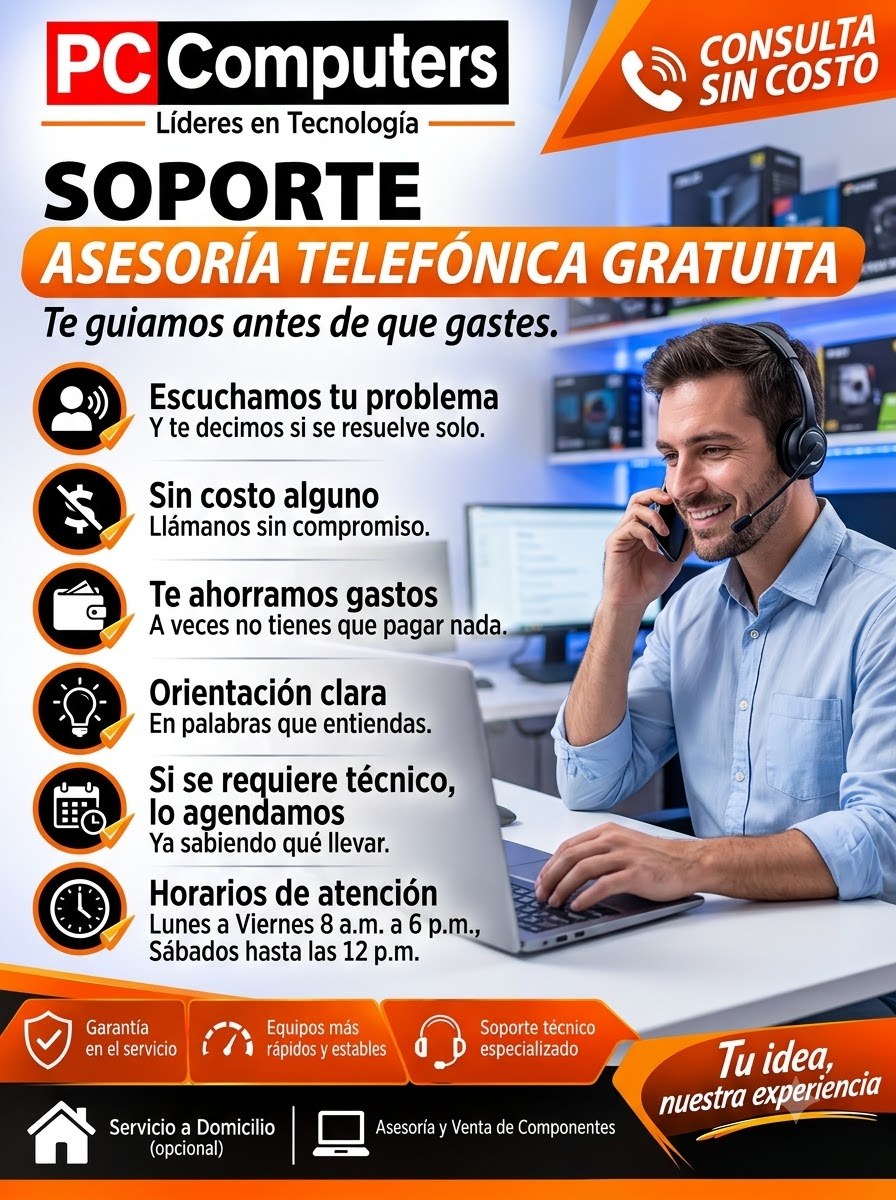 PC Computers
Líderes en Tecnología
CONSULTA
SIN COSTO
SOPORTE
ASESORÍA TELEFÓNICA GRATUITA
Te guiamos antes de que gastes.
Escuchamos tu problema
Y te decimos si se resuelve solo.
Sin costo alguno
Llámanos sin compromiso.
Te ahorramos gastos
A veces no tienes que pagar nada.
Orientación clara
En palabras que entiendas.
Si se requiere técnico,
lo agendamos
Ya sabiendo qué llevar.
Horarios de atención
Lunes a Viernes 8 a.m. a 6 p.m.,
Sábados hasta las 12 p.m.
Garantía
en el servicio
Equipos más
rápidos y estables
Soporte técnico
especializado
Tu idea,
nuestra experiencia
Servicio a Domicilio
(opcional)
Asesoría y Venta de Componentes